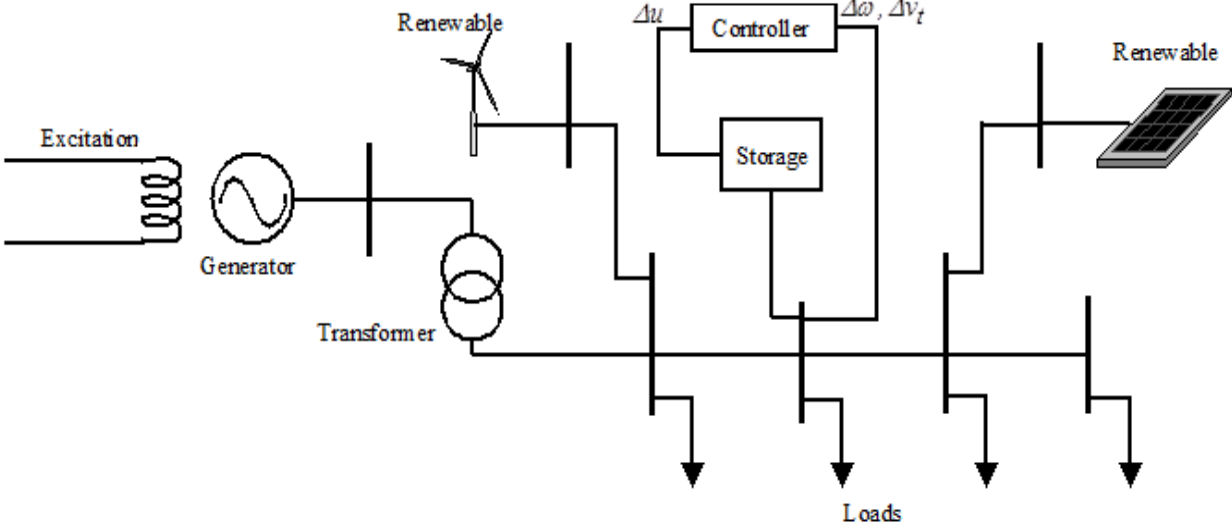 Δu
Δω, Δv_t
Renewable
Controller
Renewable
Excitation
Storage
Generator
Transformer
Loads